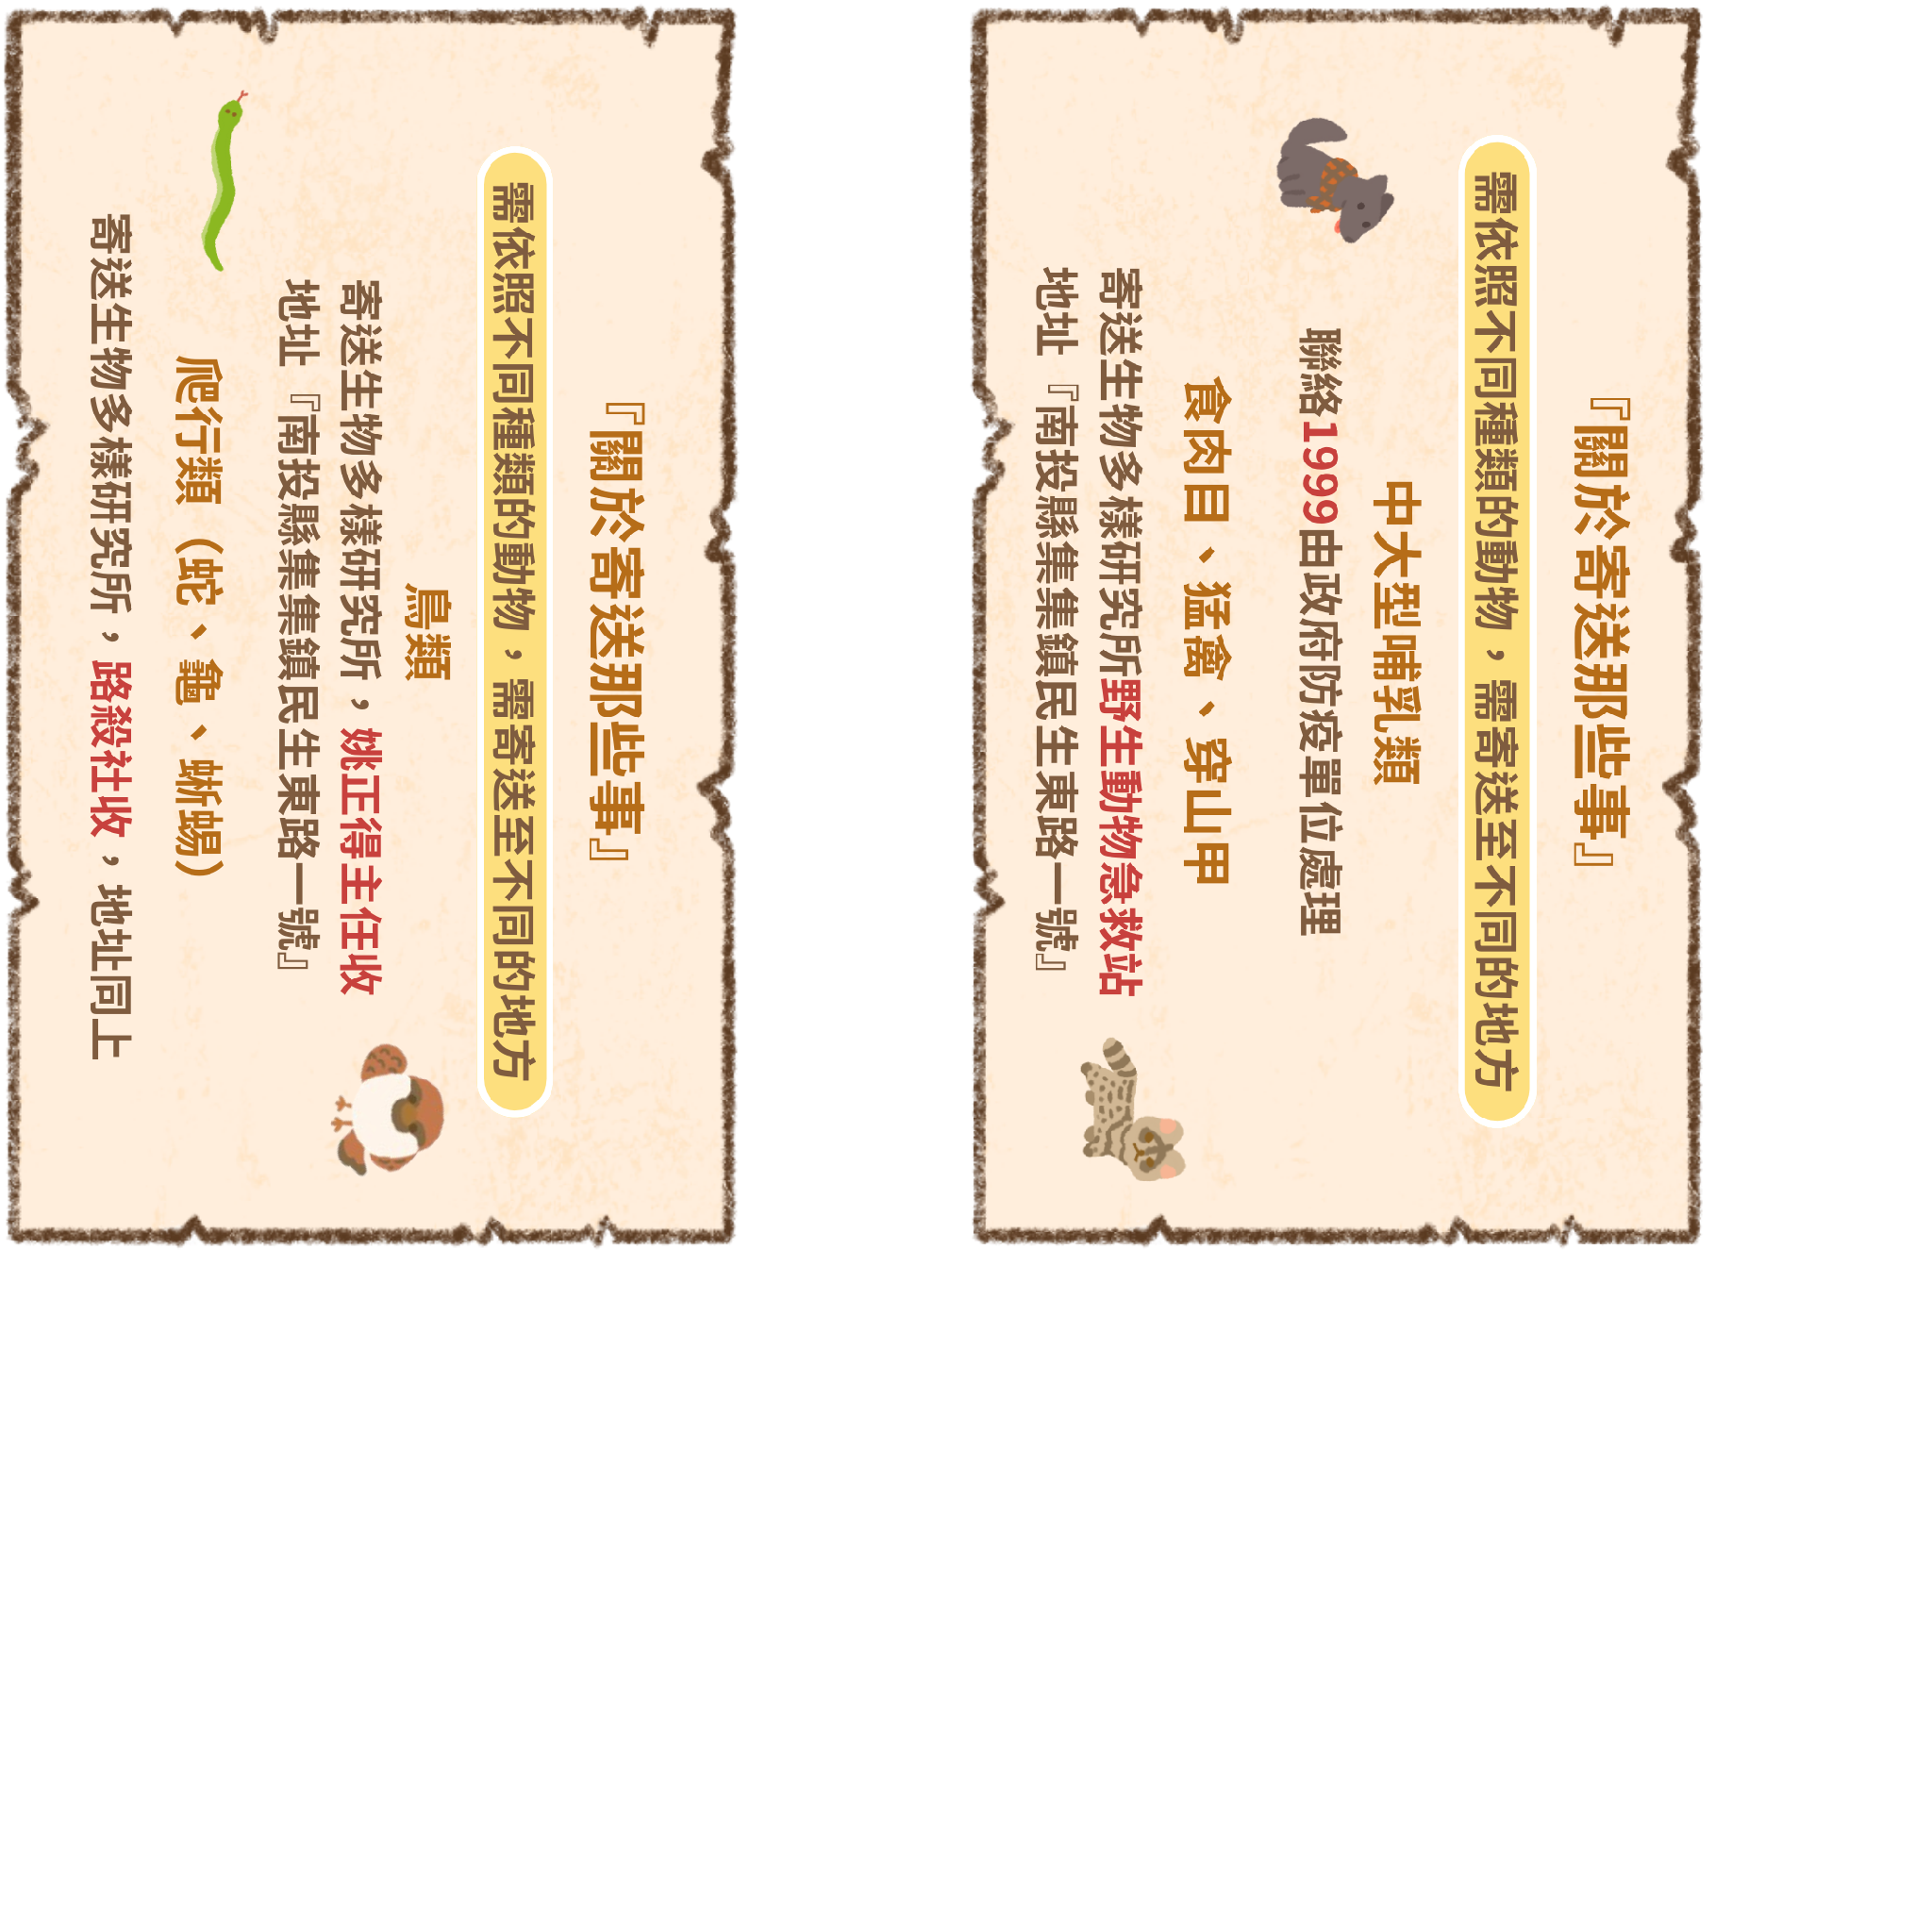 『關於寄送那些事』
需依照不同種類的動物，需寄送至不同的地方
鳥類
寄送生物多樣研究所，姚正得主任收
地址『南投縣集集鎮民生東路一號』
爬行類（蛇、龜、蜥蜴）
寄送生物多樣研究所，路殺社收，地址同上
『關於寄送那些事』
需依照不同種類的動物，需寄送至不同的地方
中大型哺乳類
聯絡1999由政府防疫單位處理
食肉目、猛禽、穿山甲
寄送生物多樣研究所野生動物急救站
地址『南投縣集集鎮民生東路一號』